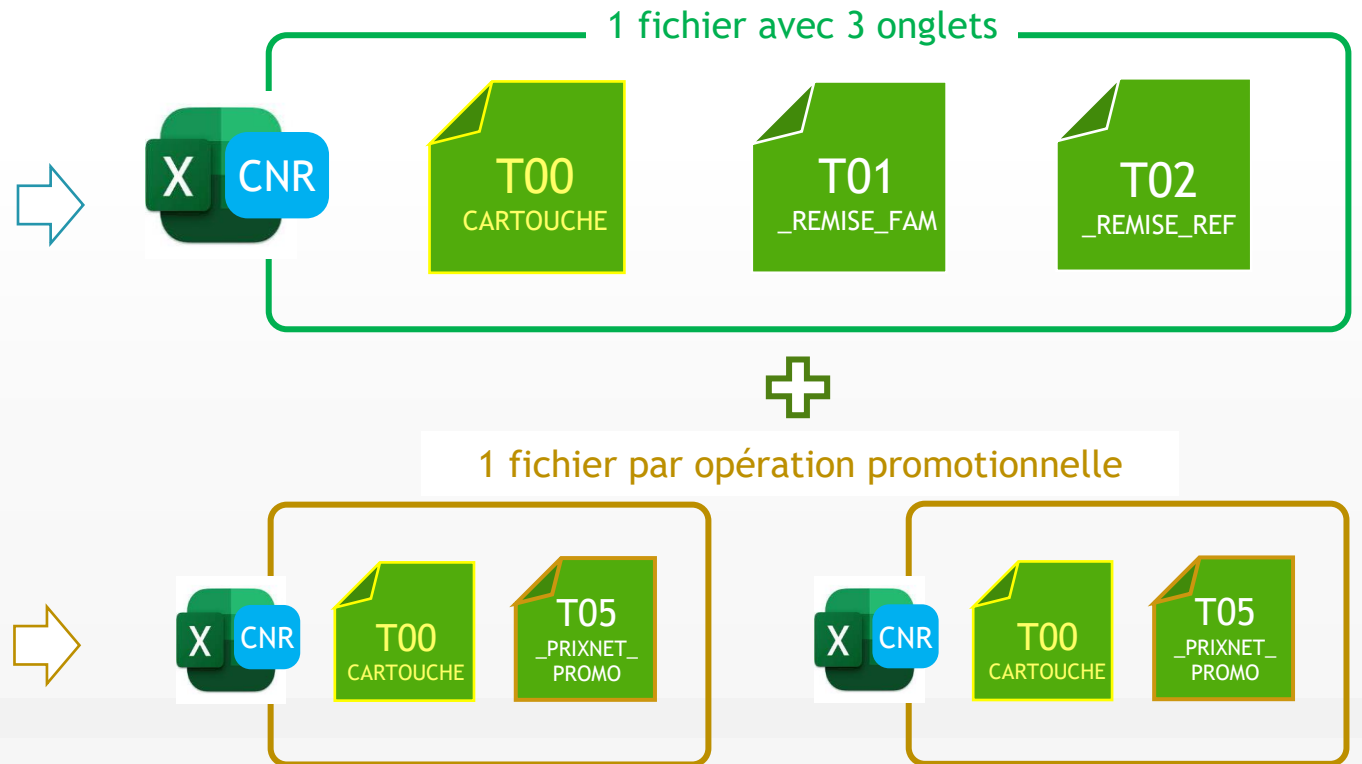 1 fichier avec 3 onglets
X CNR
T00
CARTOUCHE
T01
_REMISE_FAM
T02
_REMISE_REF
1 fichier par opération promotionnelle
X CNR
T00
CARTOUCHE
T05
_PRIXNET_
PROMO
X CNR
T00
CARTOUCHE
T05
_PRIXNET_
PROMO